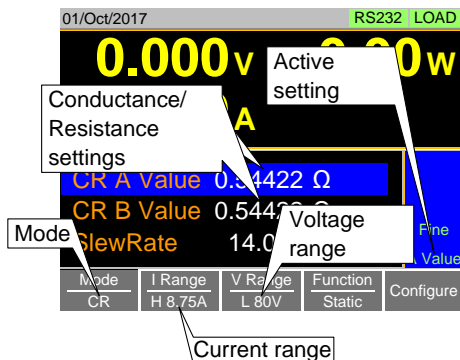 01/Oct/2017 RS232 LOAD
0.000 V W
Active
setting
Conductance/
Resistance
settings
A
CR A Value 0.54422 Ω
CR B Value Ω
Voltage
range
Mode
SlewRate
Fine
Value
Mode I Range V Range Function Configure
CR H 8.75A L 80V Static
Current range